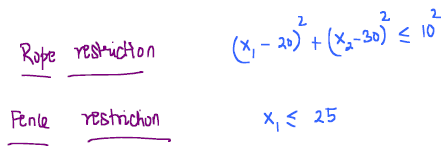 Rope restriction (x₁ - 20)² + (x₂-30)² ≤ 10²
Fence restriction x₁ ≤ 25